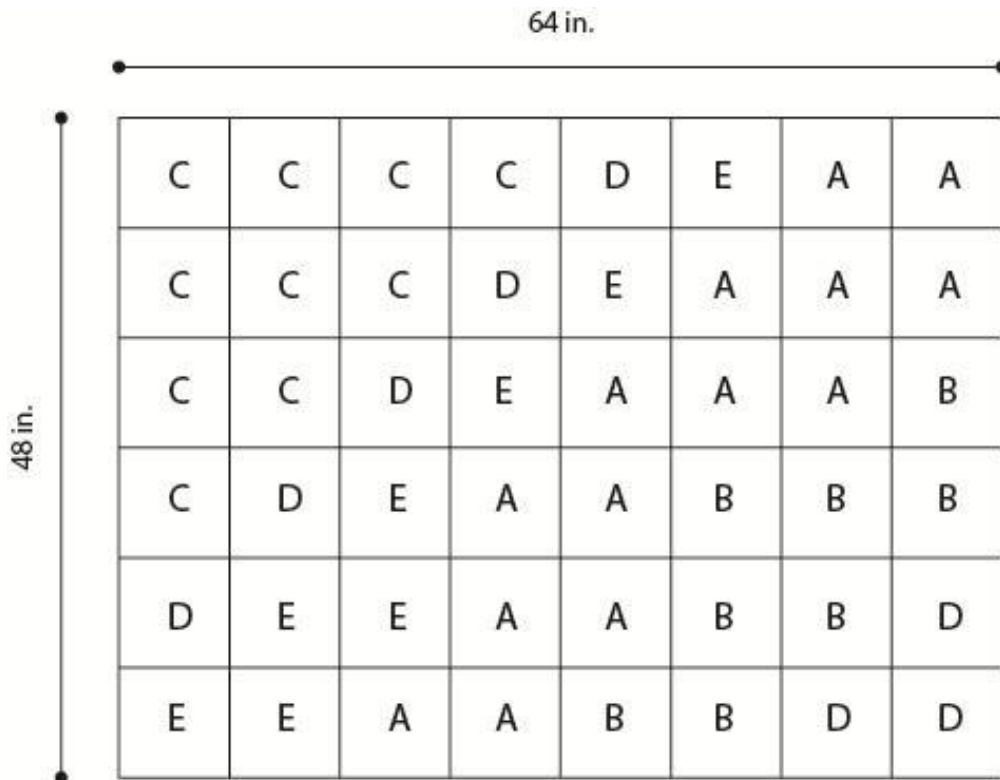 64 in.
C C C C D E A A
C C C D E A A A
C C D E A A A B
48 in.
C D E A A B B B
D E E A A B B D
E E A A B B D D